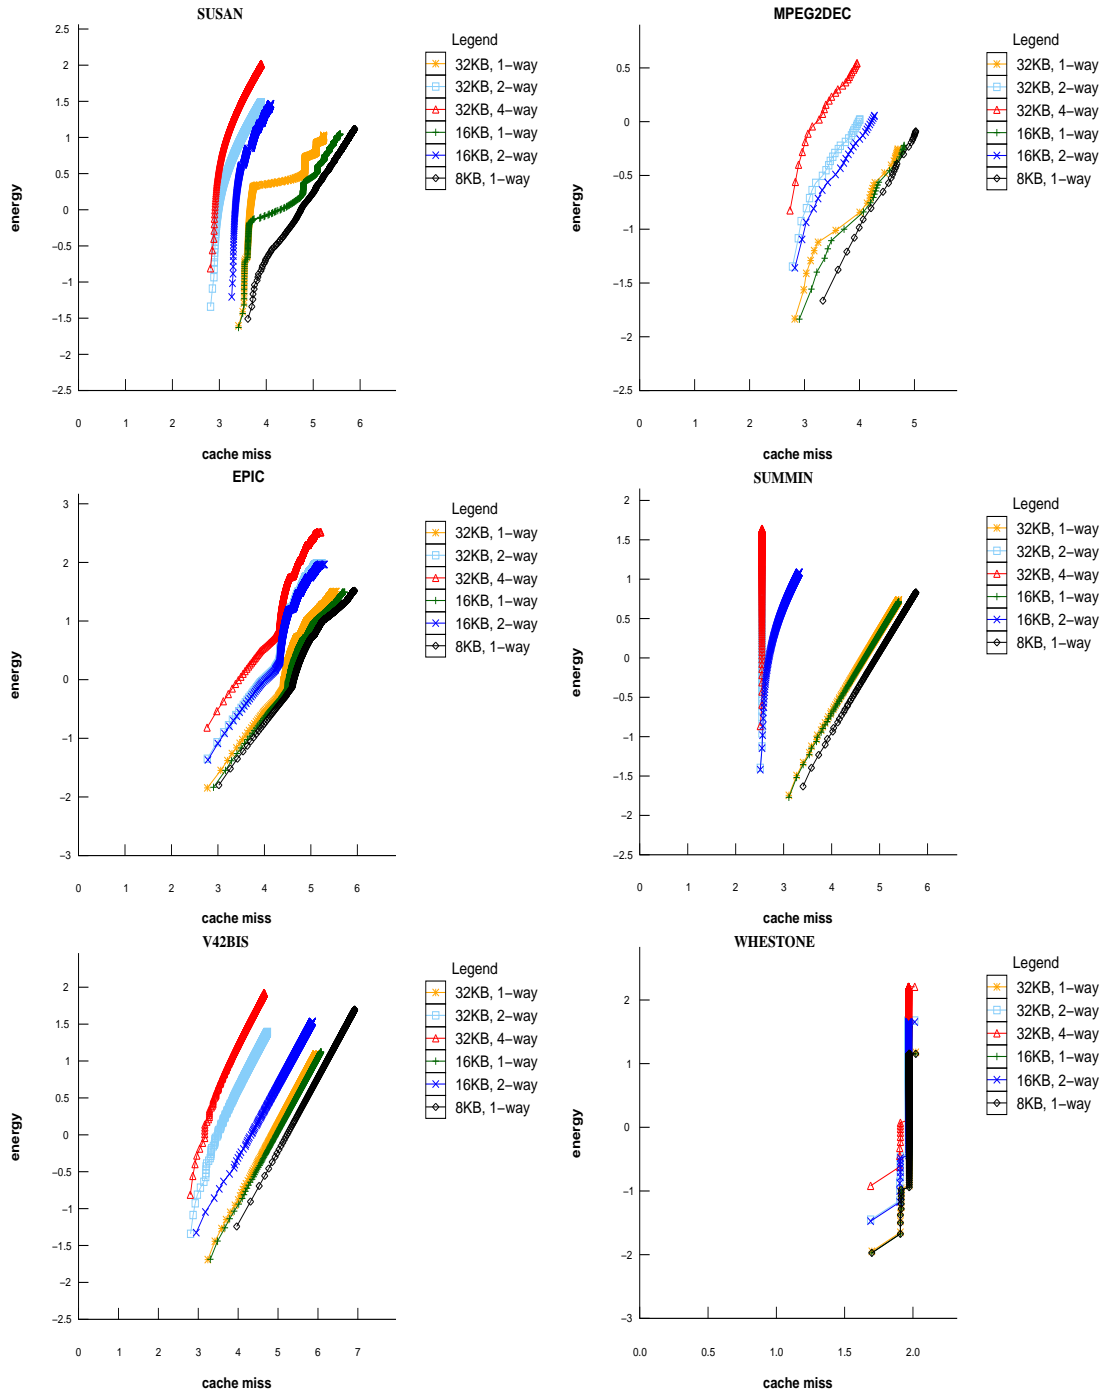 SUSAN
2.5
2
1.5
1
0.5
0
−0.5
−1
−1.5
−2
−2.5
energy
0 1 2 3 4 5 6
cache miss
Legend
32KB, 1−way
32KB, 2−way
32KB, 4−way
16KB, 1−way
16KB, 2−way
8KB, 1−way
MPEG2DEC
0.5
0
−0.5
−1
−1.5
−2
−2.5
energy
0 1 2 3 4 5
cache miss
Legend
32KB, 1−way
32KB, 2−way
32KB, 4−way
16KB, 1−way
16KB, 2−way
8KB, 1−way
EPIC
3
2
1
0
−1
−2
−3
energy
0 1 2 3 4 5 6
cache miss
Legend
32KB, 1−way
32KB, 2−way
32KB, 4−way
16KB, 1−way
16KB, 2−way
8KB, 1−way
SUMMIN
2
1.5
1
0.5
0
−0.5
−1
−1.5
−2
−2.5
energy
0 1 2 3 4 5 6
cache miss
Legend
32KB, 1−way
32KB, 2−way
32KB, 4−way
16KB, 1−way
16KB, 2−way
8KB, 1−way
V42BIS
2
1.5
1
0.5
0
−0.5
−1
−1.5
−2
−2.5
energy
0 1 2 3 4 5 6 7
cache miss
Legend
32KB, 1−way
32KB, 2−way
32KB, 4−way
16KB, 1−way
16KB, 2−way
8KB, 1−way
WHESTONE
2
1
0
−1
−2
−3
energy
0.0 0.5 1.0 1.5 2.0
cache miss
Legend
32KB, 1−way
32KB, 2−way
32KB, 4−way
16KB, 1−way
16KB, 2−way
8KB, 1−way